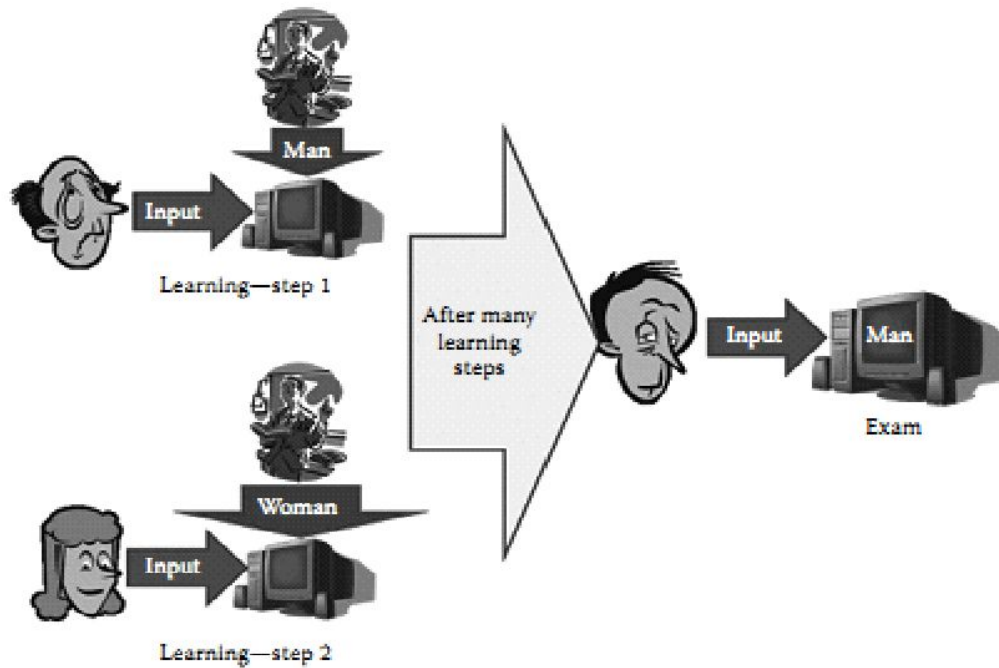 Man
Input
Learning—step 1
After many
learning
steps
Input
Man
Exam
Woman
Input
Learning—step 2